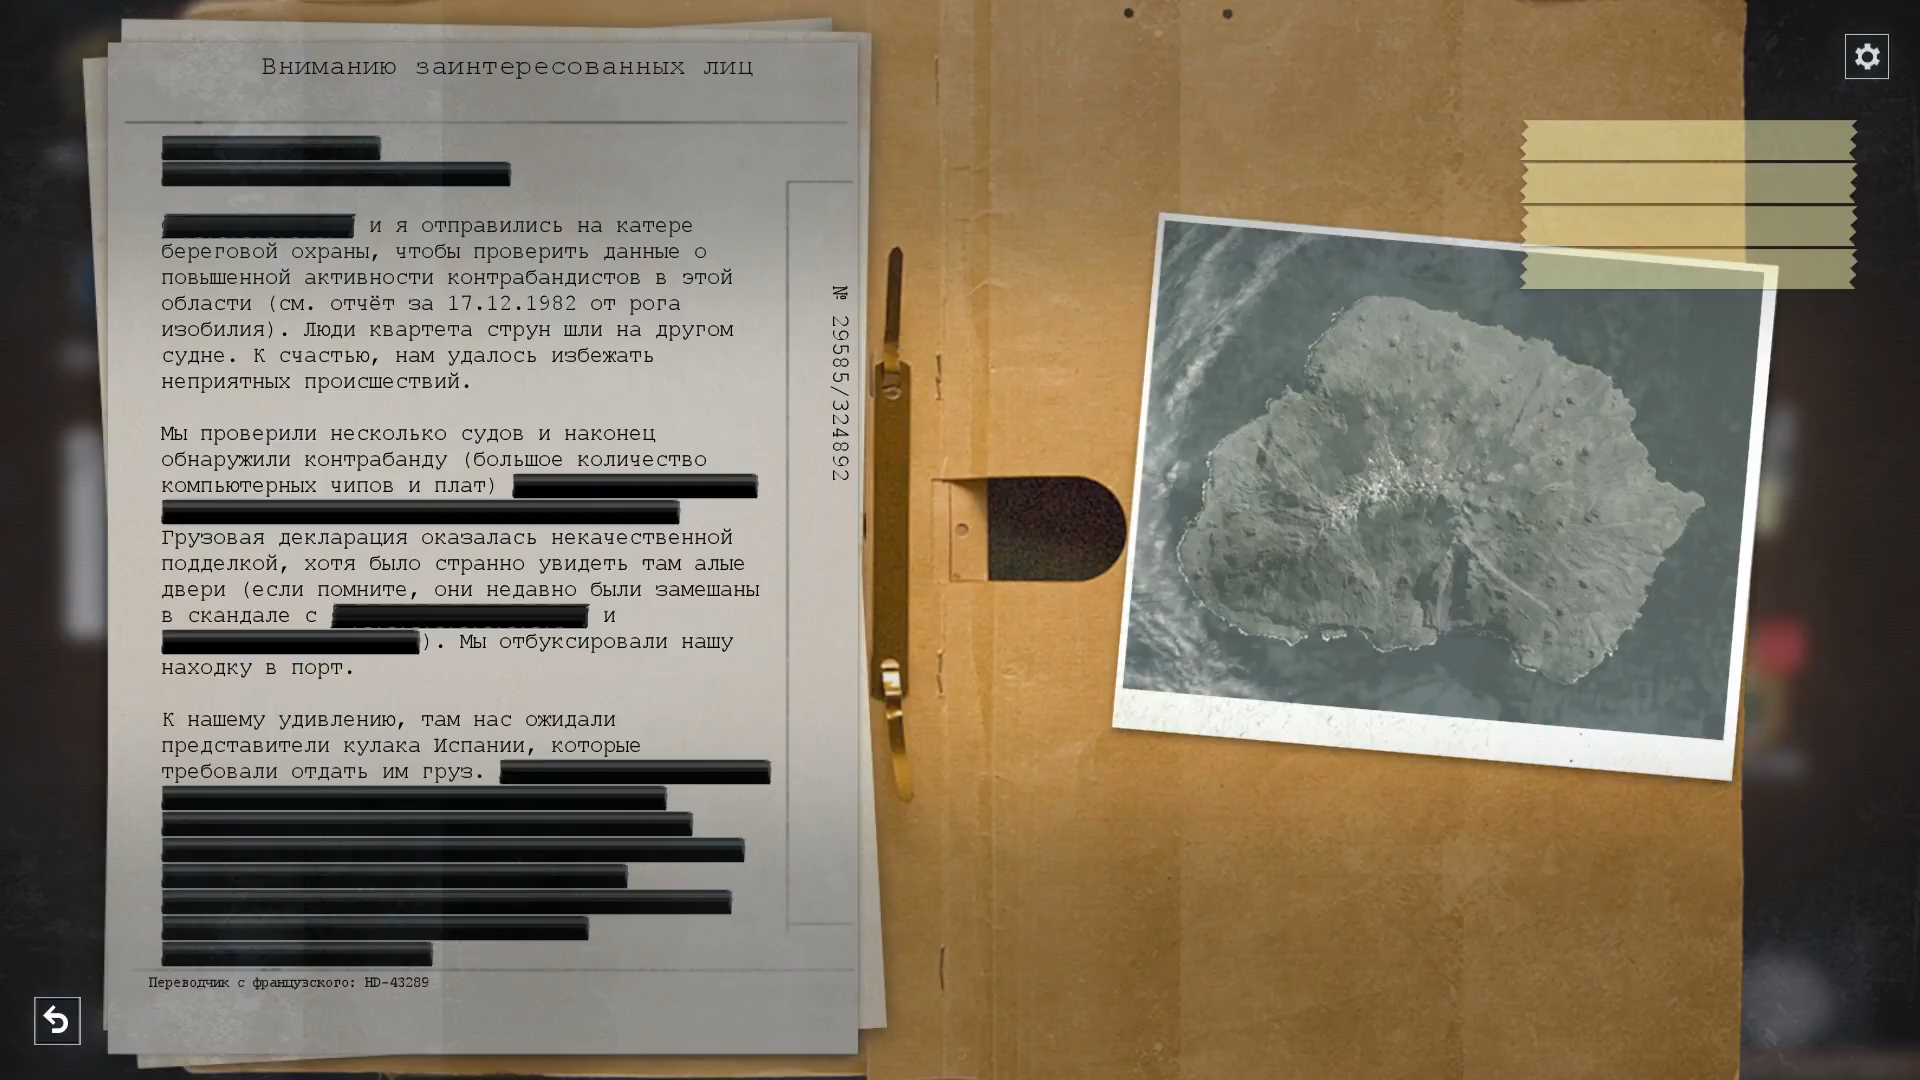 Вниманию заинтересованных лиц
и я отправились на катере
береговой охраны, чтобы проверить данные о
повышенной активности контрабандистов в этой
области (см. отчёт за 17.12.1982 от рога
изобилия). Люди квартета струн шли на другом
судне. К счастью, нам удалось избежать
неприятных происшествий.
Мы проверили несколько судов и наконец
обнаружили контрабанду (большое количество
компьютерных чипов и плат)
Грузовая декларация оказалась некачественной
подделкой, хотя было странно увидеть там алые
двери (если помните, они недавно были замешаны
в скандале с и
). Мы отбуксировали нашу
находку в порт.
К нашему удивлению, там нас ожидали
представители кулака Испании, которые
требовали отдать им груз.
Переводчик с французского: HD-43289
№ 29585/324892